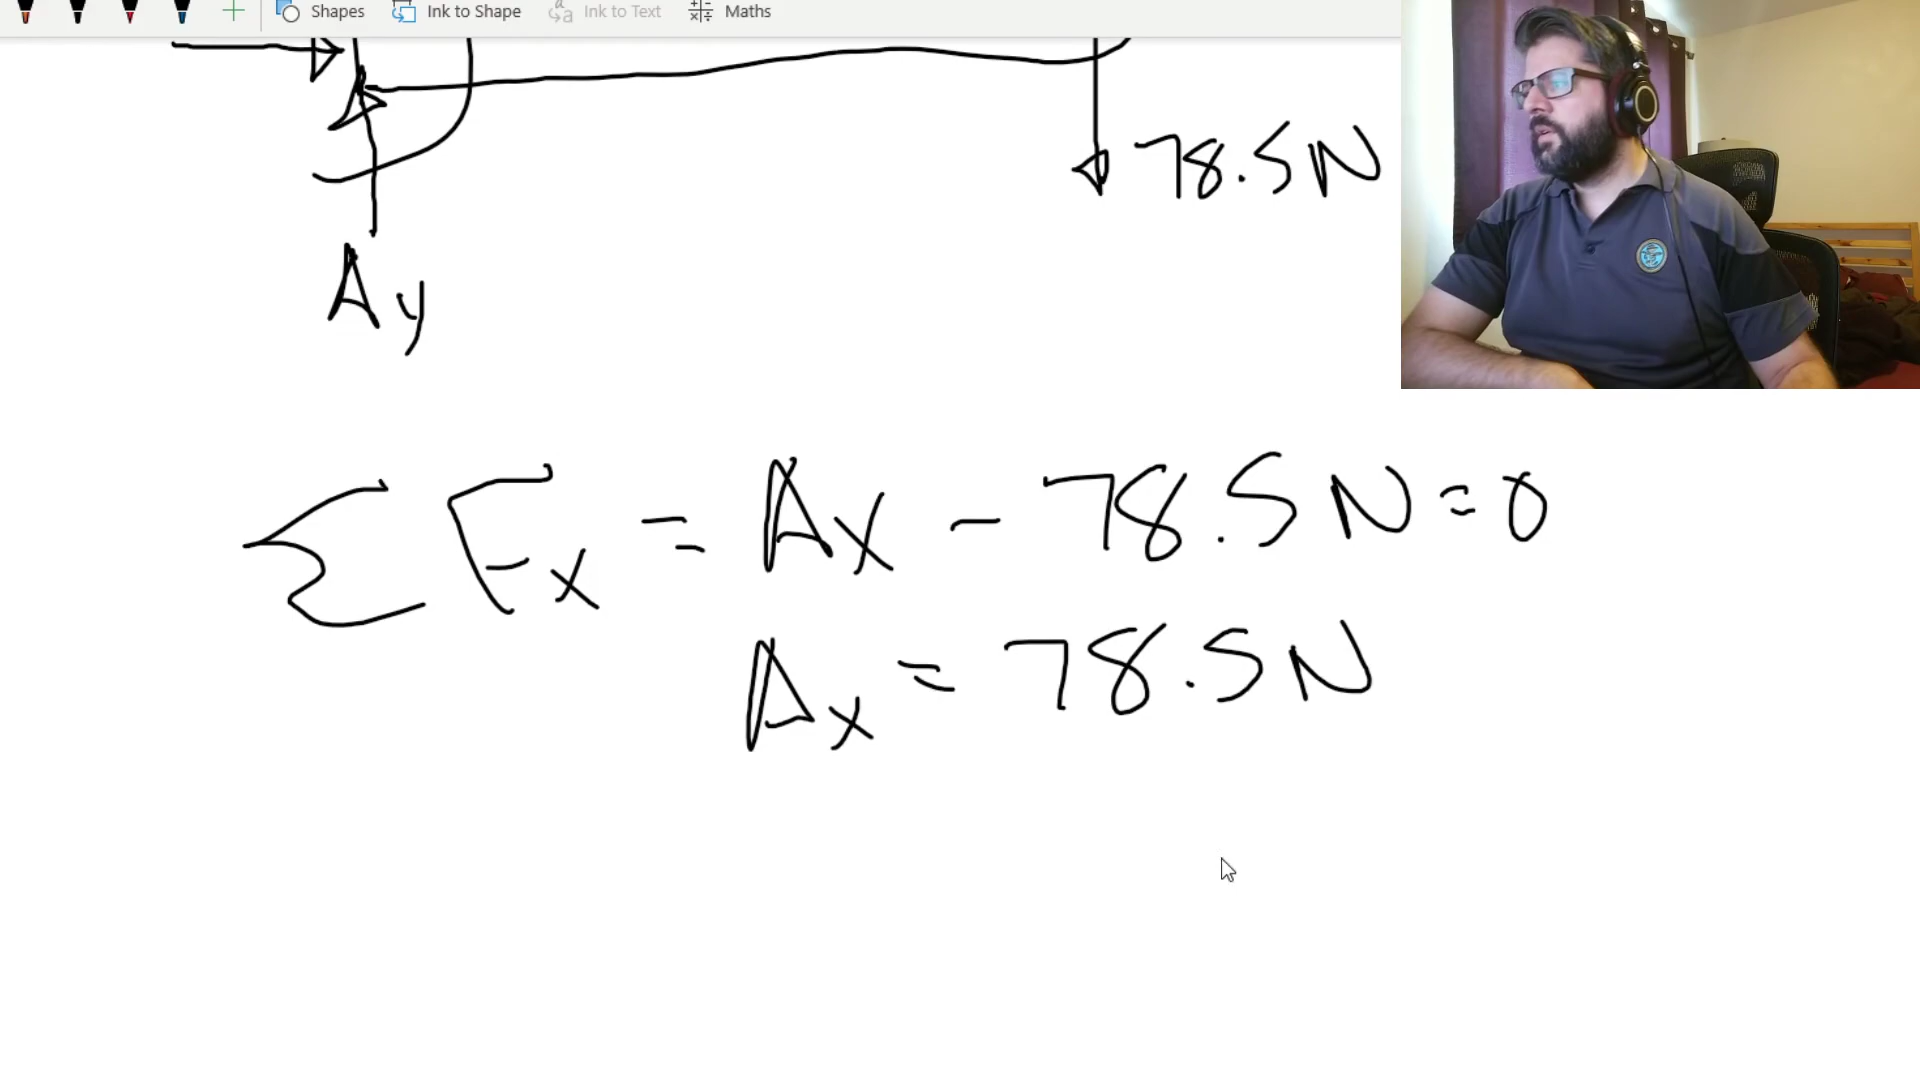 Shapes Ink to Shape Ink to Text Maths
78.5N
Ay
ΣFx = Ax - 78.5N=0
Ax = 78.5N